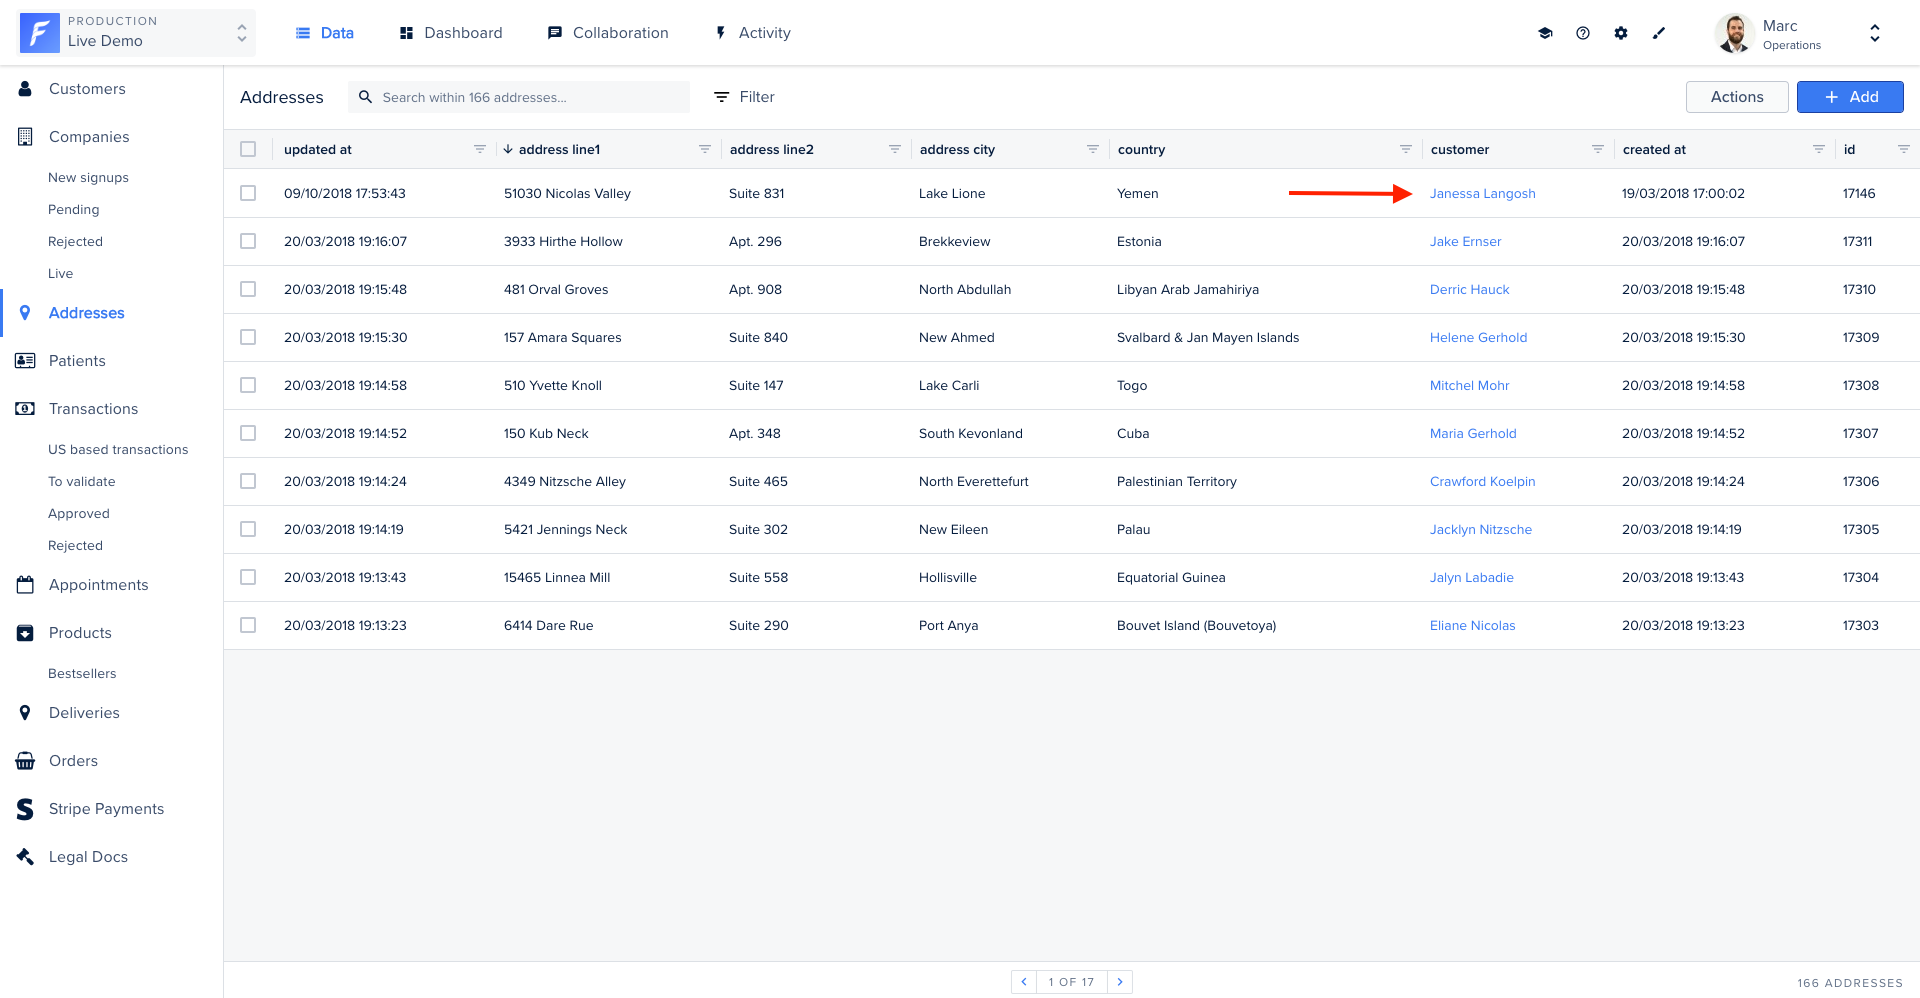 PRODUCTION
Live Demo
Data Dashboard Collaboration Activity
Marc
Operations
Customers
Companies
New signups
Pending
Rejected
Live
Addresses
Patients
Transactions
US based transactions
To validate
Approved
Rejected
Appointments
Products
Bestsellers
Deliveries
Orders
Stripe Payments
Legal Docs
Addresses Search within 166 addresses... Filter Actions + Add
updated at address line1 address line2 address city country customer created at id
09/10/2018 17:53:43 51030 Nicolas Valley Suite 831 Lake Lione Yemen Janessa Langosh 19/03/2018 17:00:02 17146
20/03/2018 19:16:07 3933 Hirthe Hollow Apt. 296 Brekkeview Estonia Jake Ernser 20/03/2018 19:16:07 17311
20/03/2018 19:15:48 481 Orval Groves Apt. 908 North Abdullah Libyan Arab Jamahiriya Derric Hauck 20/03/2018 19:15:48 17310
20/03/2018 19:15:30 157 Amara Squares Suite 840 New Ahmed Svalbard & Jan Mayen Islands Helene Gerhold 20/03/2018 19:15:30 17309
20/03/2018 19:14:58 510 Yvette Knoll Suite 147 Lake Carli Togo Mitchel Mohr 20/03/2018 19:14:58 17308
20/03/2018 19:14:52 150 Kub Neck Apt. 348 South Kevonland Cuba Maria Gerhold 20/03/2018 19:14:52 17307
20/03/2018 19:14:24 4349 Nitzsche Alley Suite 465 North Everettefurt Palestinian Territory Crawford Koelpin 20/03/2018 19:14:24 17306
20/03/2018 19:14:19 5421 Jennings Neck Suite 302 New Eileen Palau Jacklyn Nitzsche 20/03/2018 19:14:19 17305
20/03/2018 19:13:43 15465 Linnea Mill Suite 558 Hollisville Equatorial Guinea Jalyn Labadie 20/03/2018 19:13:43 17304
20/03/2018 19:13:23 6414 Dare Rue Suite 290 Port Anya Bouvet Island (Bouvetoya) Eliane Nicolas 20/03/2018 19:13:23 17303
1 OF 17
166 ADDRESSES